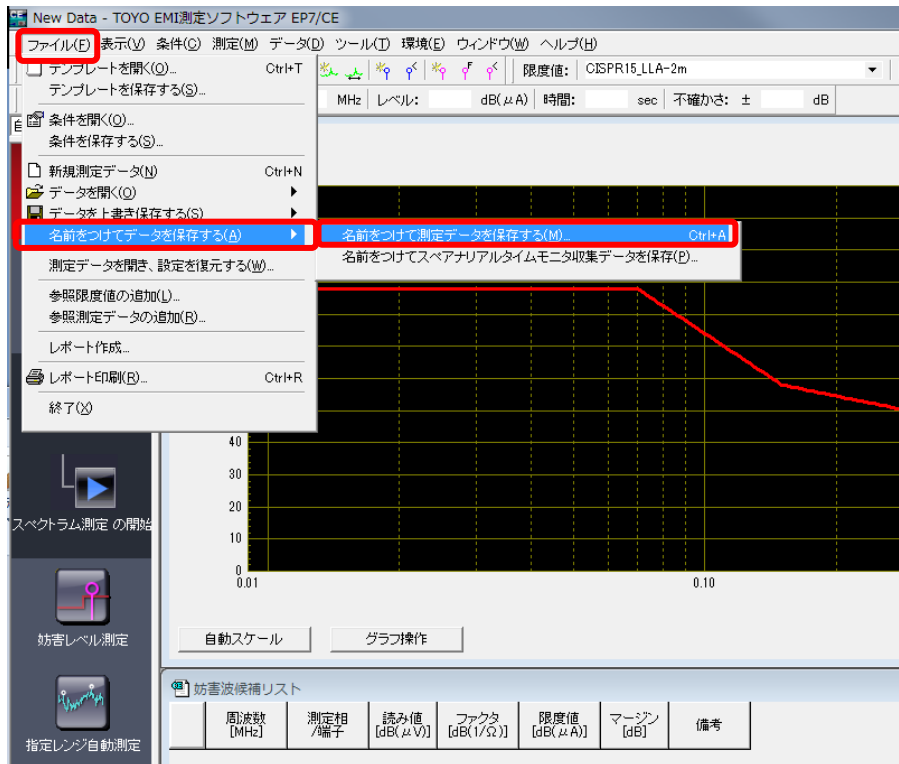 New Data - TOYO EMI測定ソフトウェア EP7/CE
ファイル(F) 表示(V) 条件(C) 測定(M) データ(D) ツール(T) 環境(E) ウィンドウ(W) ヘルプ(H)
限度値: CISPR15_LLA-2m
MHz レベル: dB(μA) 時間: sec 不確かさ: ± dB
テンプレートを開く(O)... Ctrl+T
テンプレートを保存する(S)...
条件を開く(O)...
条件を保存する(S)...
新規測定データ(N) Ctrl+N
データを開く(O)
データを上書き保存する(S)
名前をつけてデータを保存する(A)
名前をつけて測定データを保存する(M)... Ctrl+A
名前をつけてスペアナリアルタイムモニタ収集データを保存(P)...
測定データを開き、設定を復元する(W)...
参照限度値の追加(L)...
参照測定データの追加(R)...
レポート作成...
レポート印刷(R)... Ctrl+R
終了(X)
40
30
20
10
0
0.01 0.10
スペクトラム測定 の開始
妨害レベル測定
指定レンジ自動測定
自動スケール グラフ操作
妨害波候補リスト
周波数 [MHz] 測定相 /端子 読み値 [dB(μV)] ファクタ [dB(1/Ω)] 限度値 [dB(μA)] マージン [dB] 備考